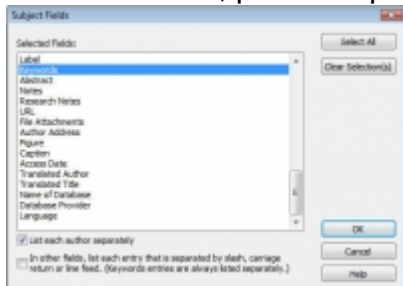 Subject Fields
Selected Fields:
Select All
Clear Selection(s)
Label
Keywords
Abstract
Notes
Research Notes
URL
File Attachments
Author Address
Figure
Caption
Access Date
Translated Author
Translated Title
Name of Database
Database Provider
Language
List each author separately
In other fields, list each entry that is separated by slash, carriage
return or line feed. (Keywords entries are always listed separately.)
OK
Cancel
Help